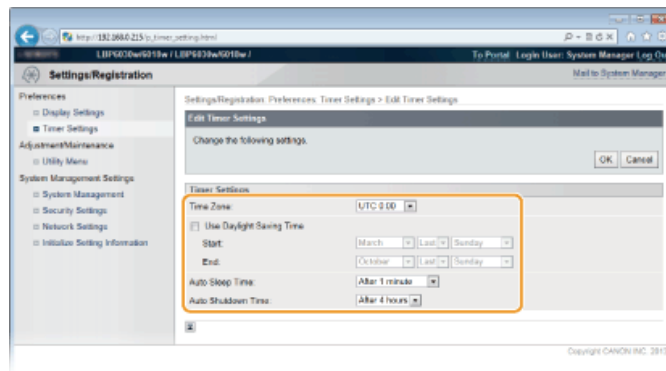 http://192.168.0.215/p_timer_setting.html
LBP6030w/6018w / LBP6030w/6018w / To Portal Login User: System Manager Log Ou
Settings/Registration Mail to System Manager
Preferences
Display Settings
Timer Settings
Adjustment/Maintenance
Utility Menu
System Management Settings
System Management
Security Settings
Network Settings
Initialize Setting Information
Settings/Registration: Preferences: Timer Settings > Edit Timer Settings
Edit Timer Settings
Change the following settings.
OK Cancel
Timer Settings
Time Zone: UTC 0:00
Use Daylight Saving Time
Start: March Last Sunday
End: October Last Sunday
Auto Sleep Time: After 1 minute
Auto Shutdown Time: After 4 hours
Copyright CANON INC. 201